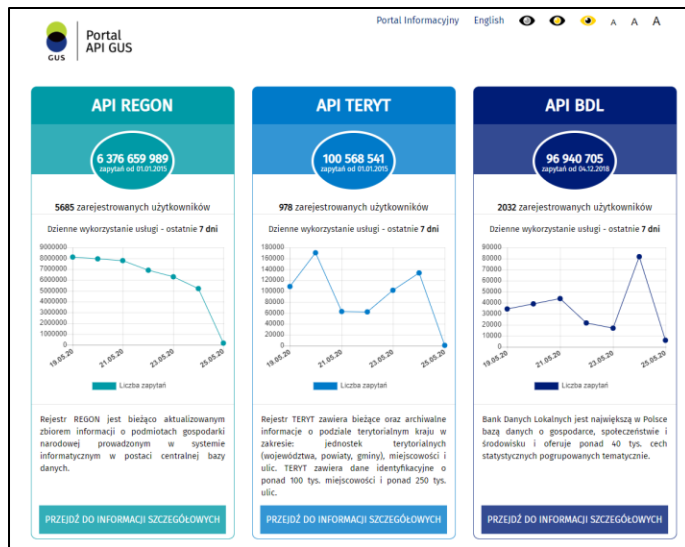 Portal Informacyjny English A A A
Portal
API GUS
GUS
API REGON
6 376 659 989
zapytań od 01.01.2015
5685 zarejestrowanych użytkowników
Dzienne wykorzystanie usługi - ostatnie 7 dni
9000000
8000000
7000000
6000000
5000000
4000000
3000000
2000000
1000000
0
19.05.20
21.05.20
23.05.20
25.05.20
Liczba zapytań
Rejestr REGON jest bieżąco aktualizowanym
zbiorem informacji o podmiotach gospodarki
narodowej prowadzonym w systemie
informatycznym w postaci centralnej bazy
danych.
PRZEJDŹ DO INFORMACJI SZCZEGÓŁOWYCH
API TERYT
100 568 541
zapytań od 01.01.2015
978 zarejestrowanych użytkowników
Dzienne wykorzystanie usługi - ostatnie 7 dni
180000
160000
140000
120000
100000
80000
60000
40000
20000
0
19.05.20
21.05.20
23.05.20
25.05.20
Liczba zapytań
Rejestr TERYT zawiera bieżące oraz archiwalne
informacje o podziale terytorialnym kraju w
zakresie: jednostek terytorialnych
(województwa, powiaty, gminy), miejscowości i
ulic. TERYT zawiera dane identyfikacyjne o
ponad 100 tys. miejscowości i ponad 250 tys.
ulic.
PRZEJDŹ DO INFORMACJI SZCZEGÓŁOWYCH
API BDL
96 940 705
zapytań od 04.12.2018
2032 zarejestrowanych użytkowników
Dzienne wykorzystanie usługi - ostatnie 7 dni
90000
80000
70000
60000
50000
40000
30000
20000
10000
0
19.05.20
21.05.20
23.05.20
25.05.20
Liczba zapytań
Bank Danych Lokalnych jest największą w Polsce
bazą danych o gospodarce, społeczeństwie i
środowisku i oferuje ponad 40 tys. cech
statystycznych pogrupowanych tematycznie.
PRZEJDŹ DO INFORMACJI SZCZEGÓŁOWYCH